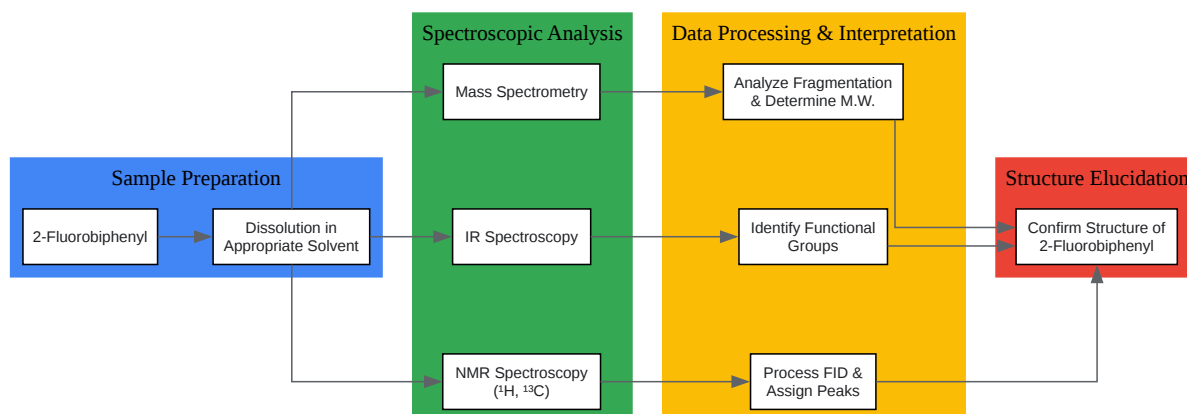 Sample Preparation
2-Fluorobiphenyl
Dissolution in
Appropriate Solvent
Spectroscopic Analysis
Mass Spectrometry
IR Spectroscopy
NMR Spectroscopy
(¹H, ¹³C)
Data Processing & Interpretation
Analyze Fragmentation
& Determine M.W.
Identify Functional
Groups
Process FID &
Assign Peaks
Structure Elucidation
Confirm Structure of
2-Fluorobiphenyl